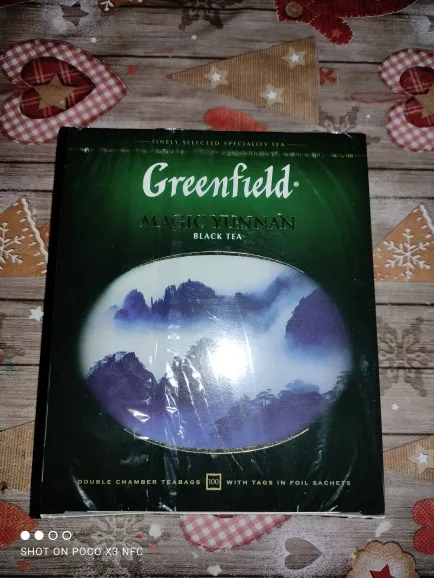 FINELY SELECTED SPECIALITY TEA
Greenfield
MAGIC YUNNAN
BLACK TEA
DOUBLE CHAMBER TEABAGS 100 WITH TAGS IN FOIL SACHETS
SHOT ON POCO X3 NFC